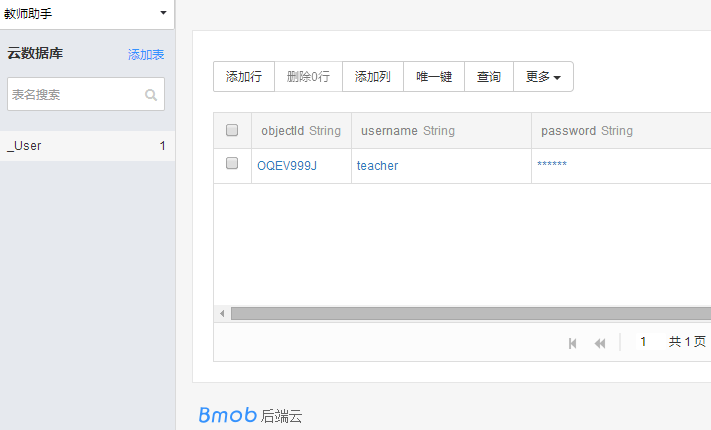 教师助手
云数据库 添加表
表名搜索
_User 1
添加行 删除0行 添加列 唯一键 查询 更多
objectId String username String password String
OQEV999J teacher ******
1 共 1 页
Bmob 后端云